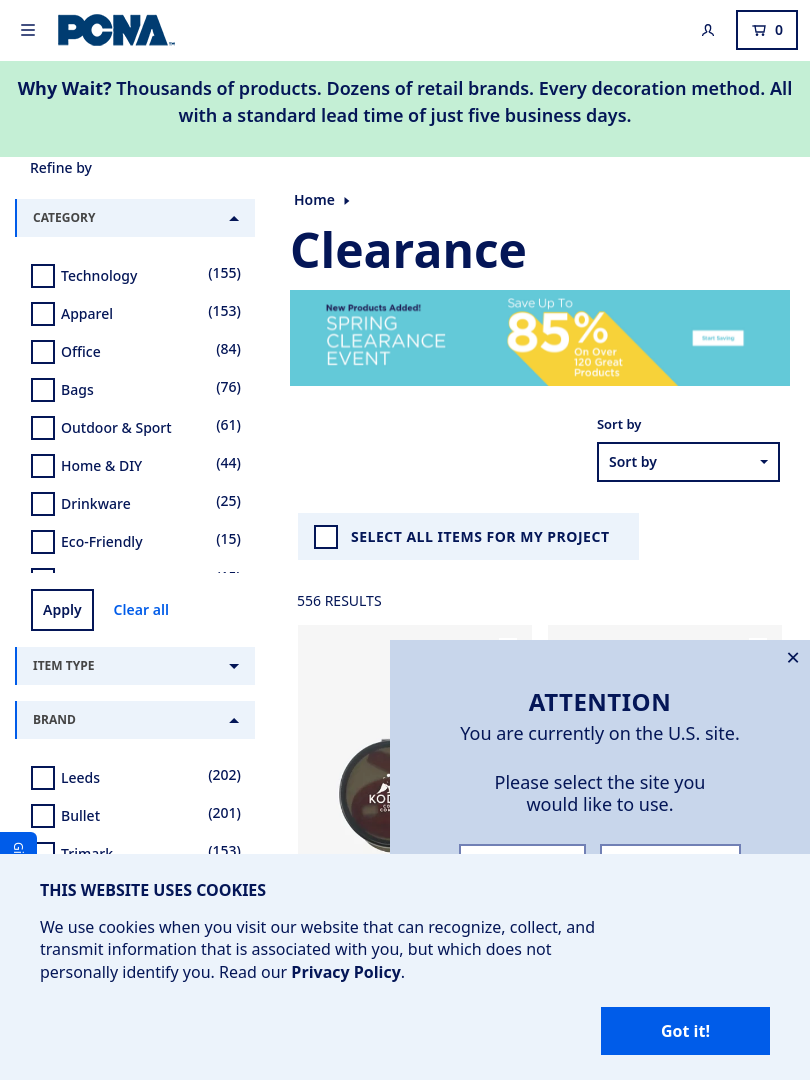 PCNA
0
Why Wait? Thousands of products. Dozens of retail brands. Every decoration method. All
with a standard lead time of just five business days.
Refine by
CATEGORY
Technology (155)
Apparel (153)
Office (84)
Bags (76)
Outdoor & Sport (61)
Home & DIY (44)
Drinkware (25)
Eco-Friendly (15)
Apply Clear all
ITEM TYPE
BRAND
Leeds (202)
Bullet (201)
Trimark (153)
Home
Clearance
New Products Added!
SPRING
CLEARANCE
EVENT
Save Up To
85%
On Over
120 Great
Products
Start Saving
Sort by
Sort by
SELECT ALL ITEMS FOR MY PROJECT
556 RESULTS
ATTENTION
You are currently on the U.S. site.
Please select the site you
would like to use.
THIS WEBSITE USES COOKIES
We use cookies when you visit our website that can recognize, collect, and
transmit information that is associated with you, but which does not
personally identify you. Read our Privacy Policy.
Got it!